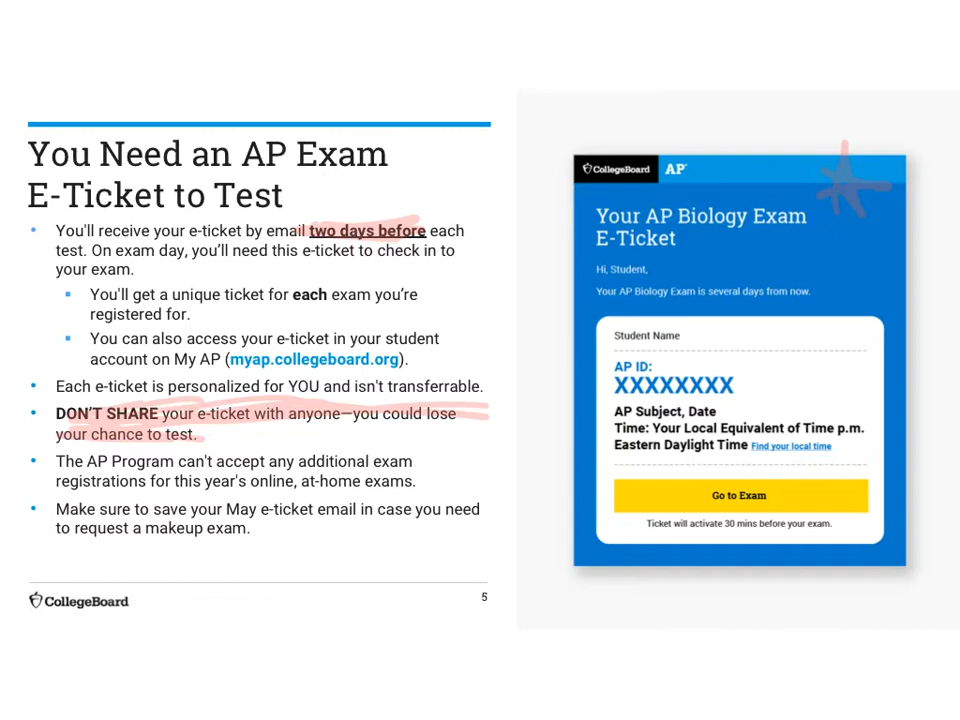 You Need an AP Exam
E-Ticket to Test
You'll receive your e-ticket by email two days before each
test. On exam day, you’ll need this e-ticket to check in to
your exam.
You'll get a unique ticket for each exam you’re
registered for.
You can also access your e-ticket in your student
account on My AP (myap.collegeboard.org).
Each e-ticket is personalized for YOU and isn't transferrable.
DON’T SHARE your e-ticket with anyone—you could lose
your chance to test.
The AP Program can't accept any additional exam
registrations for this year's online, at-home exams.
Make sure to save your May e-ticket email in case you need
to request a makeup exam.
CollegeBoard
5
CollegeBoard AP®
Your AP Biology Exam
E-Ticket
Hi, Student,
Your AP Biology Exam is several days from now.
Student Name
AP ID:
XXXXXXXX
AP Subject, Date
Time: Your Local Equivalent of Time p.m.
Eastern Daylight Time Find your local time
Go to Exam
Ticket will activate 30 mins before your exam.